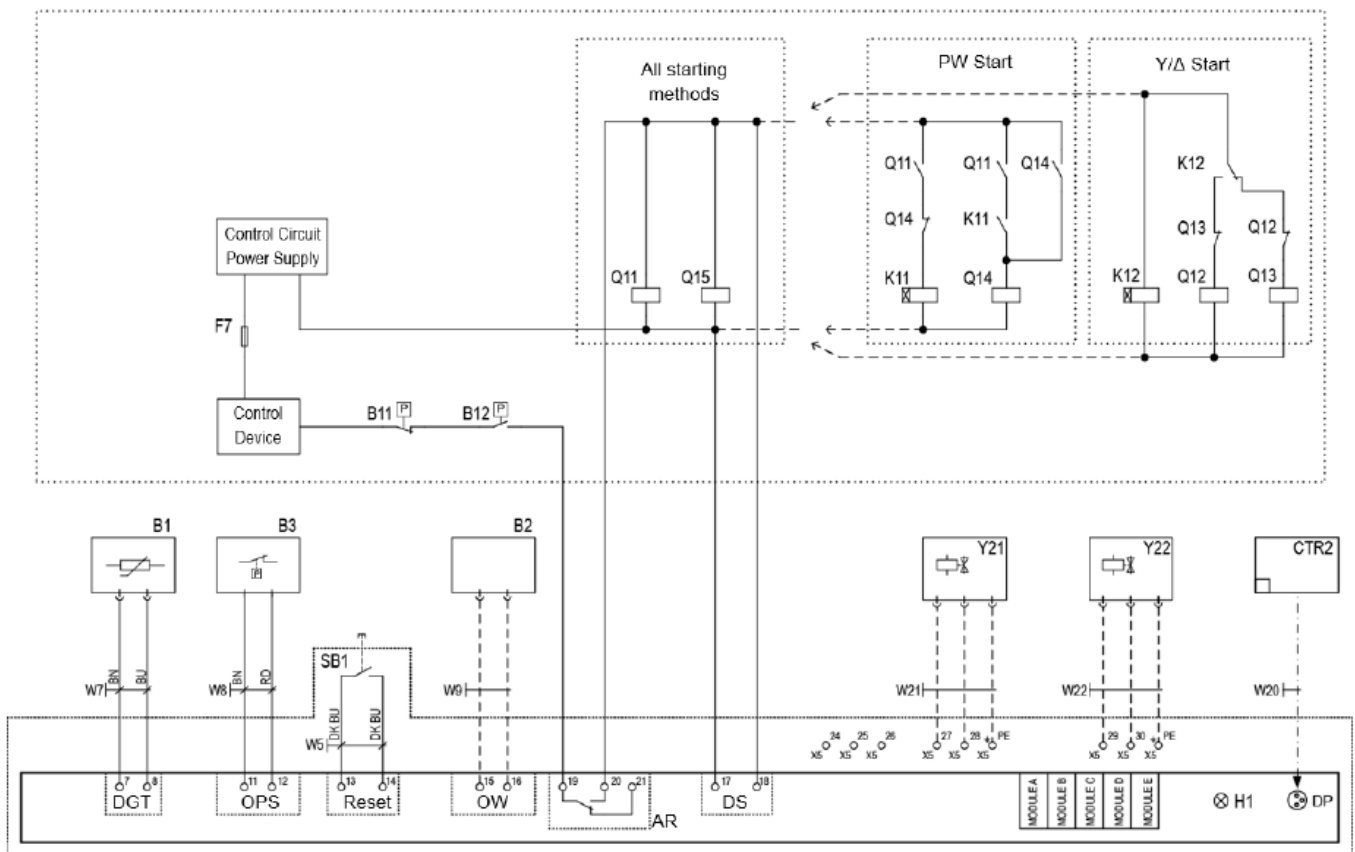 All starting
methods
PW Start
Y/Δ Start
Q11
Q11
Q14
K12
Q14
K11
Q13
Q12
Control Circuit
Power Supply
Q11
Q15
K11
Q14
K12
Q12
Q13
F7
Control
Device
B11
P
B12
P
B1
B3
B2
Y21
Y22
CTR2
P
SB1
W7
BN
BU
W8
BN
RD
W5
DK BU
DK BU
W9
W21
W22
W20
24
X5
25
X5
26
X5
27
X5
28
X5
PE
X5
29
X5
30
X5
PE
X5
7
8
11
12
13
14
15
16
19
20
21
17
18
DGT
OPS
Reset
OW
AR
DS
MODULE A
MODULE B
MODULE C
MODULE D
MODULE E
H1
DP